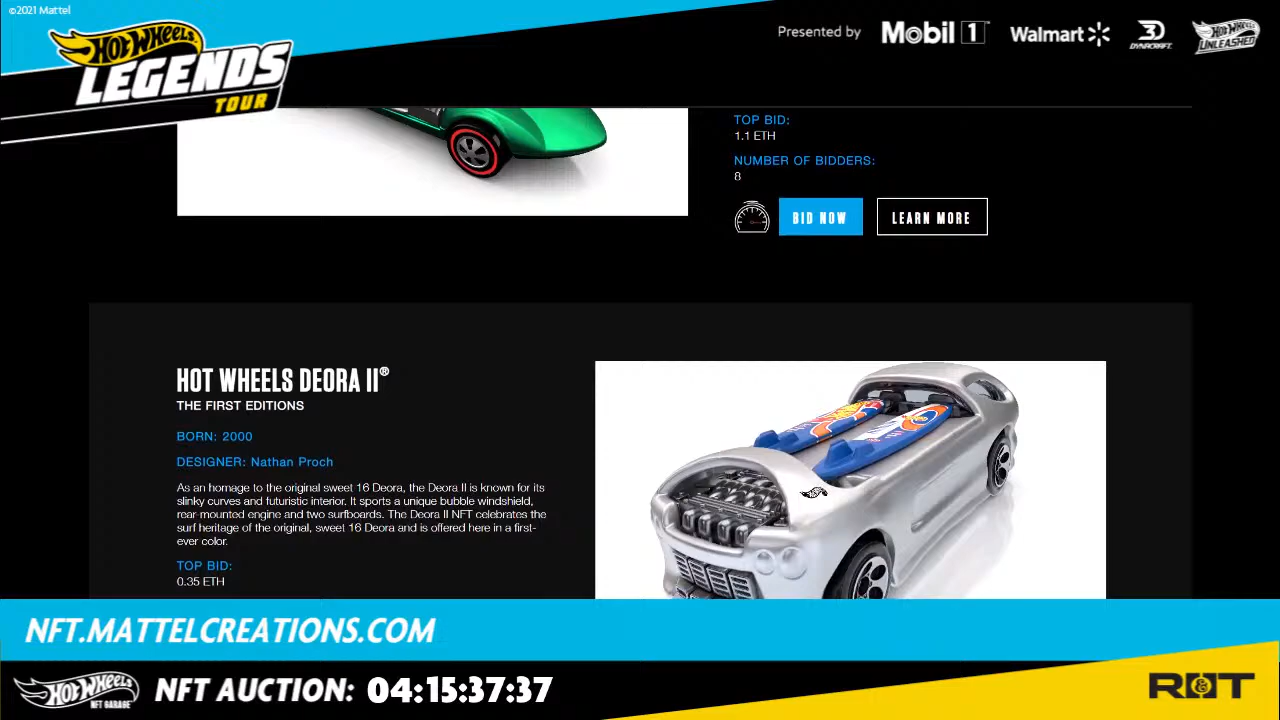 ©2021 Mattel
HOT WHEELS
LEGENDS
TOUR
Presented by
Mobil 1
Walmart
3D
DYNACRAFT
HOT WHEELS
UNLEASHED
TOP BID:
1.1 ETH
NUMBER OF BIDDERS:
8
BID NOW
LEARN MORE
HOT WHEELS DEORA II®
THE FIRST EDITIONS
BORN: 2000
DESIGNER: Nathan Proch
As an homage to the original sweet 16 Deora, the Deora II is known for its
slinky curves and futuristic interior. It sports a unique bubble windshield,
rear-mounted engine and two surfboards. The Deora II NFT celebrates the
surf heritage of the original, sweet 16 Deora and is offered here in a first-
ever color.
TOP BID:
0.35 ETH
NFT.MATTELCREATIONS.COM
HOT WHEELS
NFT GARAGE
NFT AUCTION: 04:15:37:37
R&T